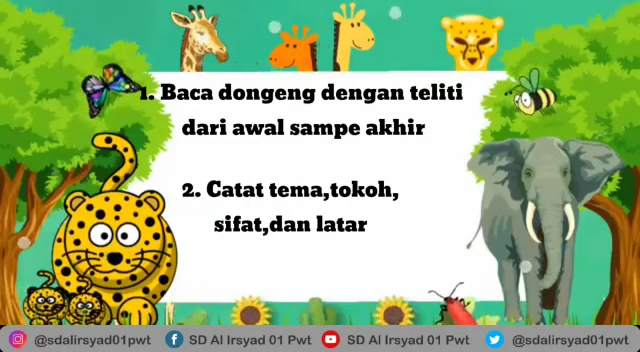 1. Baca dongeng dengan teliti
dari awal sampe akhir
2. Catat tema,tokoh,
sifat,dan latar
@sdalirsyad01pwt SD Al Irsyad 01 Pwt SD Al Irsyad 01 Pwt @sdalirsyad01pwt